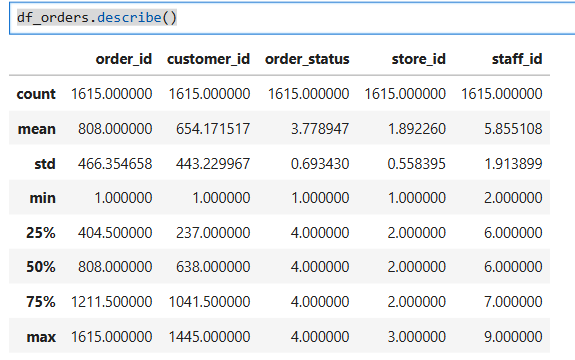 df_orders.describe()
order_id customer_id order_status store_id staff_id
count 1615.000000 1615.000000 1615.000000 1615.000000 1615.000000
mean 808.000000 654.171517 3.778947 1.892260 5.855108
std 466.354658 443.229967 0.693430 0.558395 1.913899
min 1.000000 1.000000 1.000000 1.000000 2.000000
25% 404.500000 237.000000 4.000000 2.000000 6.000000
50% 808.000000 638.000000 4.000000 2.000000 6.000000
75% 1211.500000 1041.500000 4.000000 2.000000 7.000000
max 1615.000000 1445.000000 4.000000 3.000000 9.000000